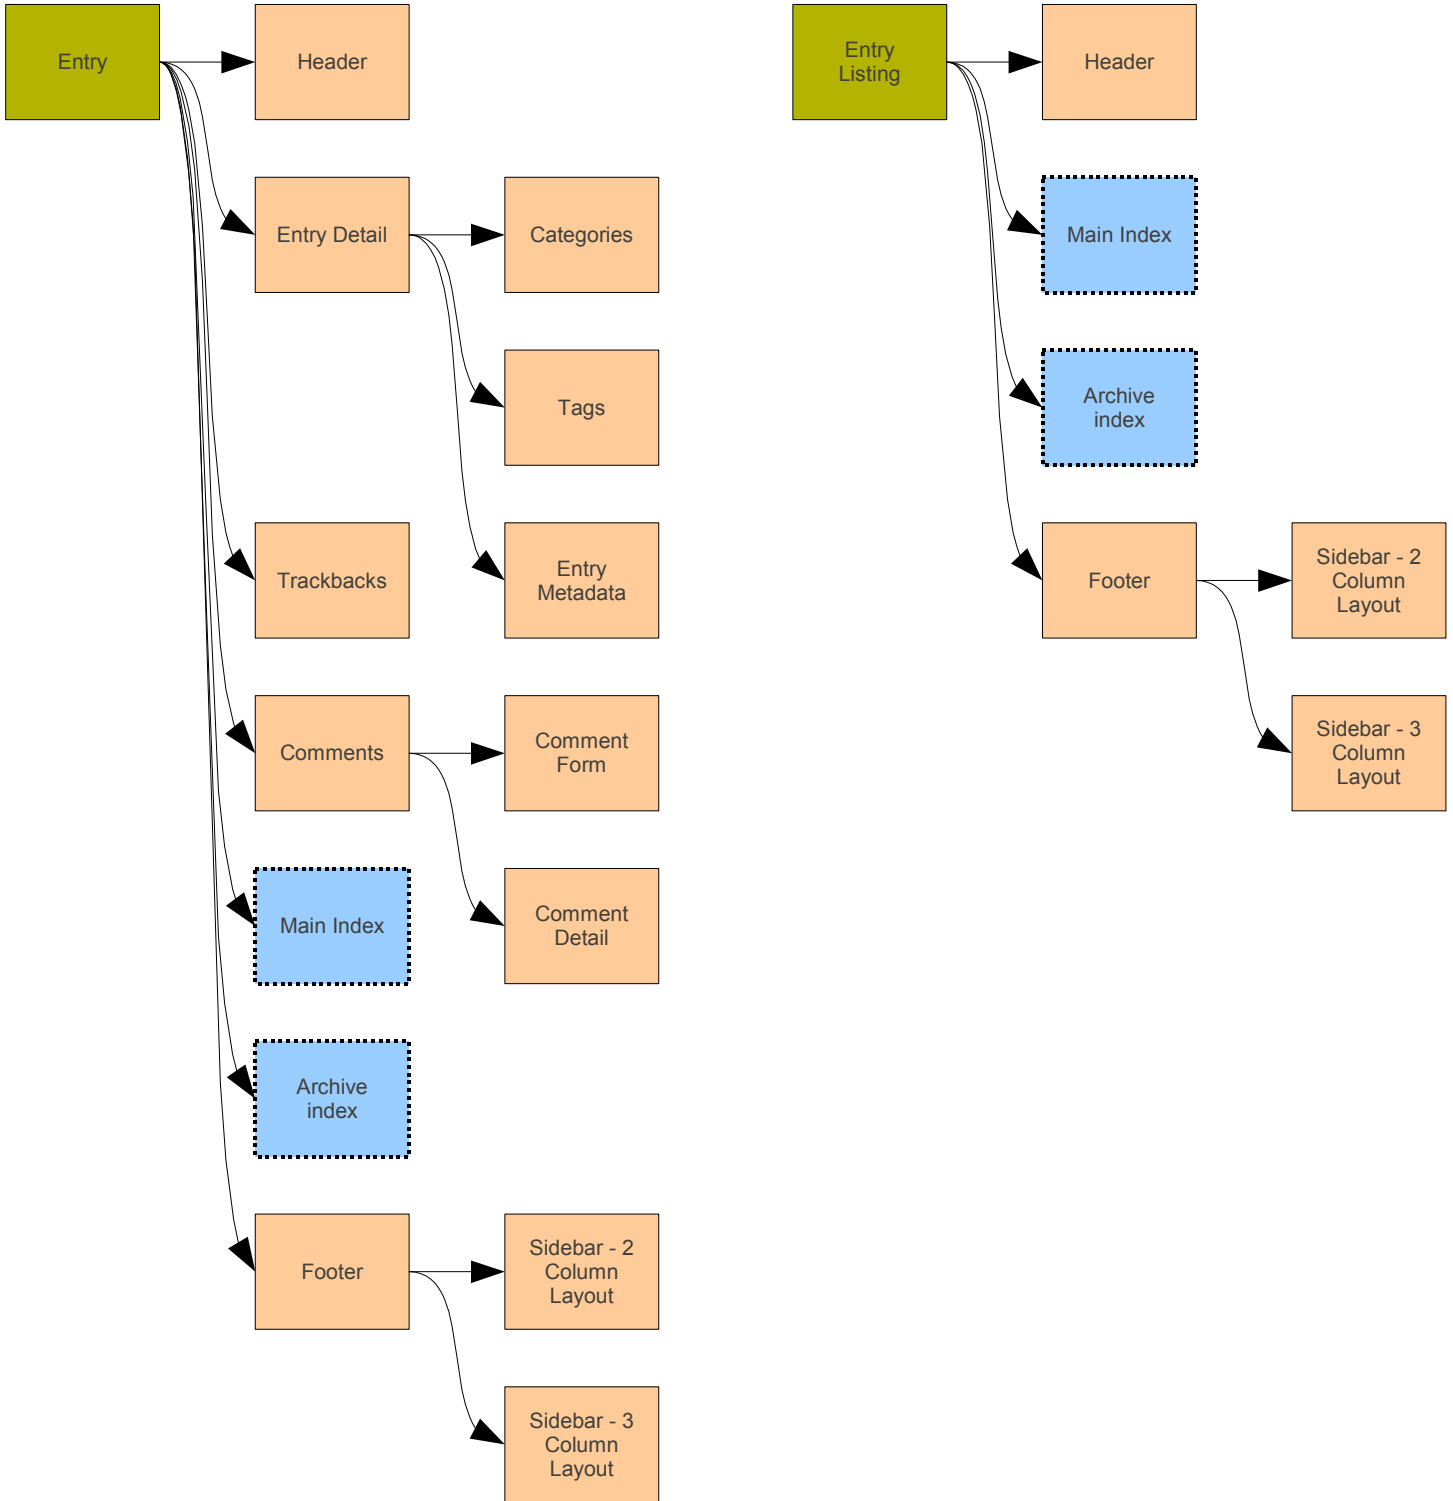 Entry
Header
Entry Detail
Categories
Tags
Trackbacks
Entry
Metadata
Comments
Comment
Form
Comment
Detail
Main Index
Archive
index
Footer
Sidebar - 2
Column
Layout
Sidebar - 3
Column
Layout
Entry
Listing
Header
Main Index
Archive
index
Footer
Sidebar - 2
Column
Layout
Sidebar - 3
Column
Layout